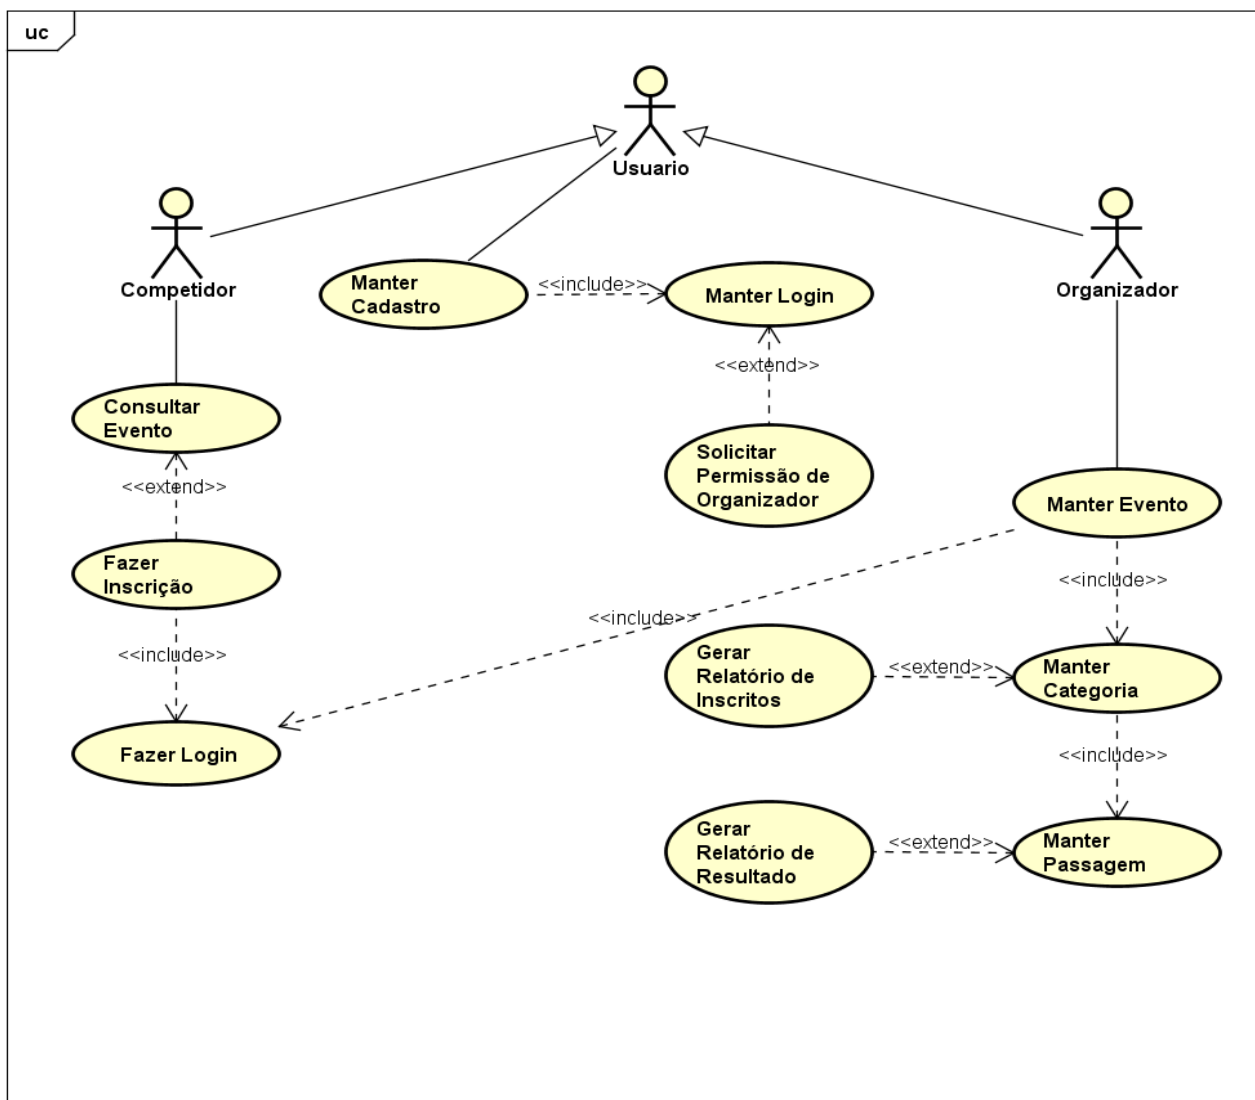 uc
Usuario
Competidor
Organizador
Manter
Cadastro
<<include>>
Manter Login
<<extend>>
Consultar
Evento
<<extend>>
Solicitar
Permissão de
Organizador
Manter Evento
Fazer
Inscrição
<<include>>
<<include>>
<<include>>
Gerar
Relatório de
Inscritos
<<extend>>
Manter
Categoria
Fazer Login
<<include>>
Gerar
Relatório de
Resultado
<<extend>>
Manter
Passagem